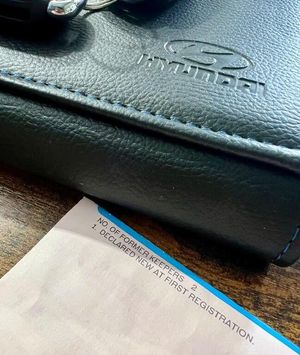 HYUNDAI
NO. OF FORMER KEEPERS 2
1. DECLARED NEW AT FIRST REGISTRATION.